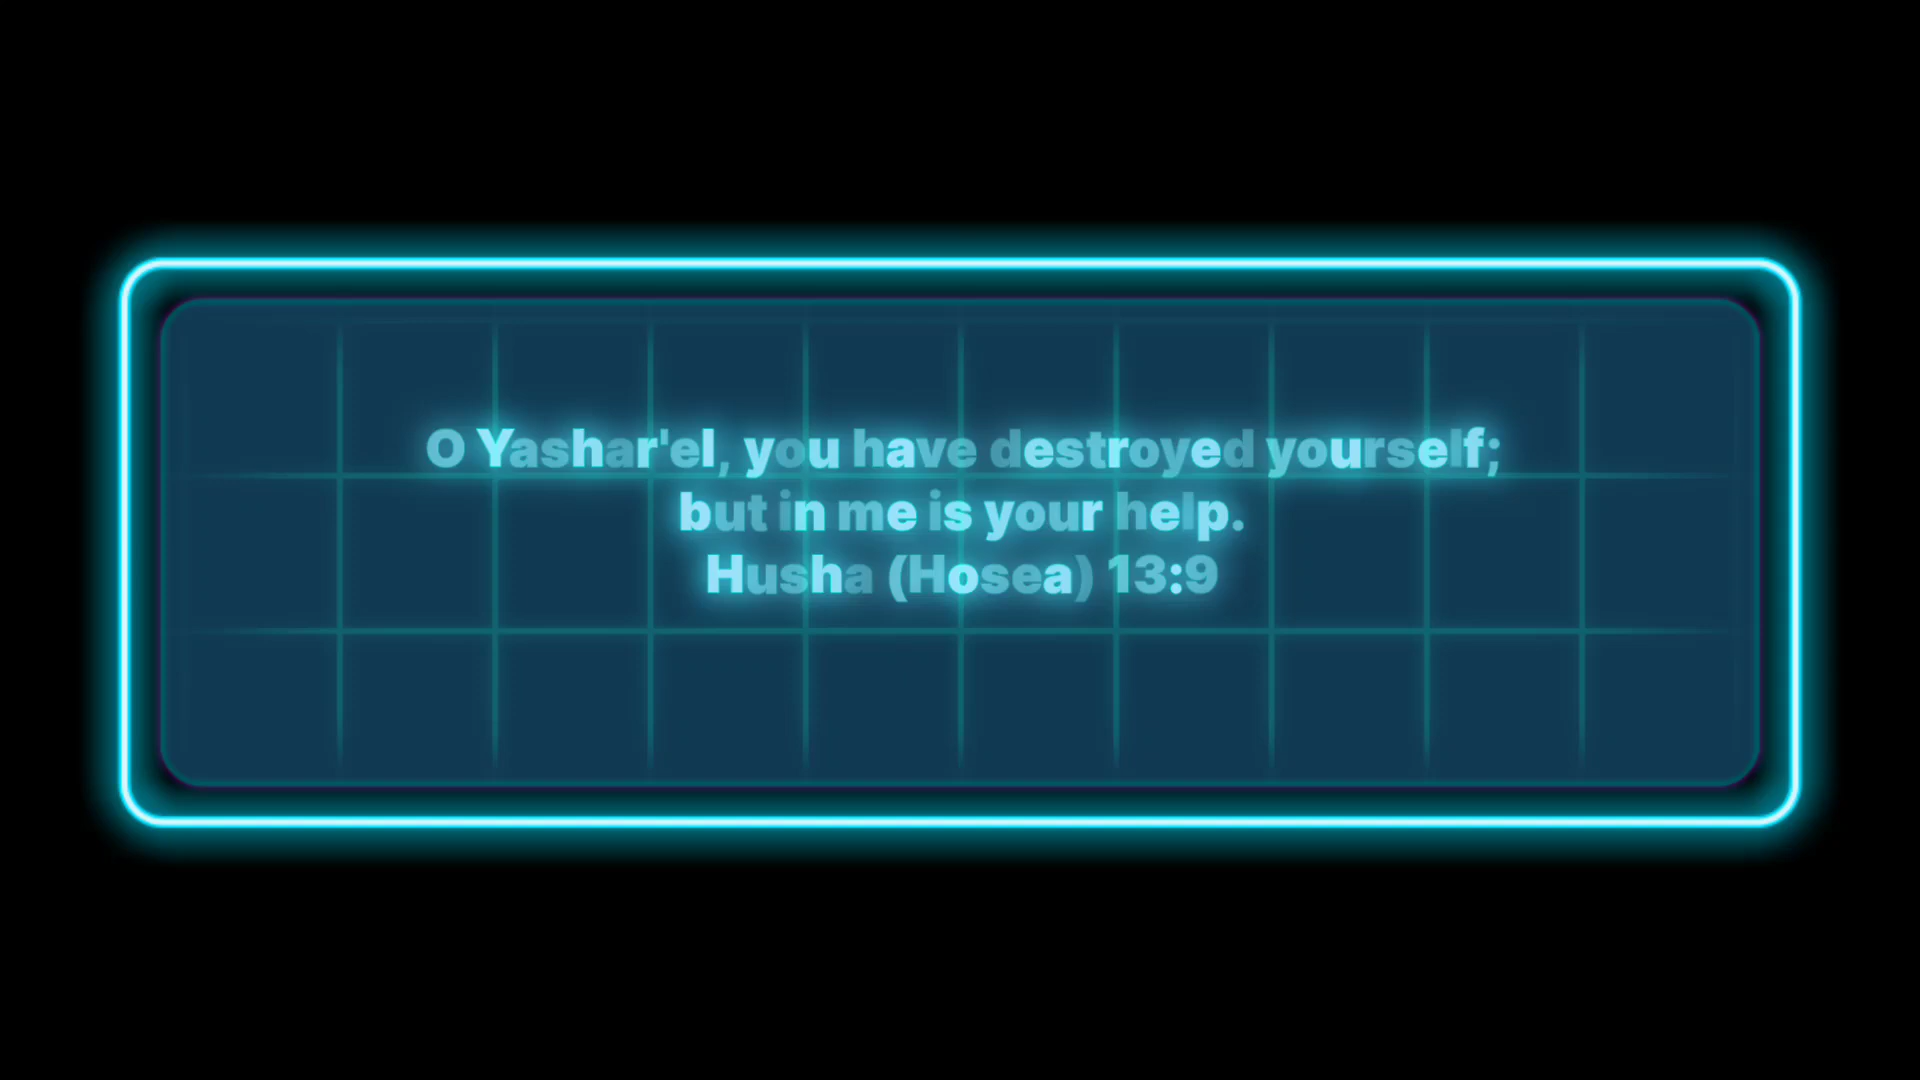 O Yashar'el, you have destroyed yourself;
but in me is your help.
Husha (Hosea) 13:9